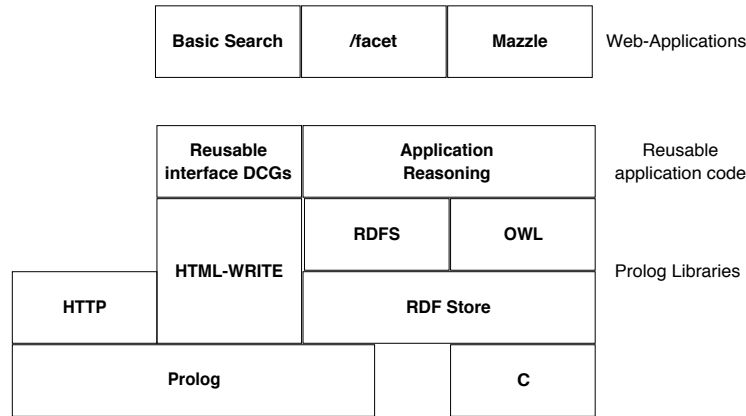 Basic Search /facet Mazzle Web-Applications
Reusable interface DCGs
Application Reasoning
Reusable application code
RDFS OWL
HTML-WRITE
Prolog Libraries
HTTP RDF Store
Prolog C